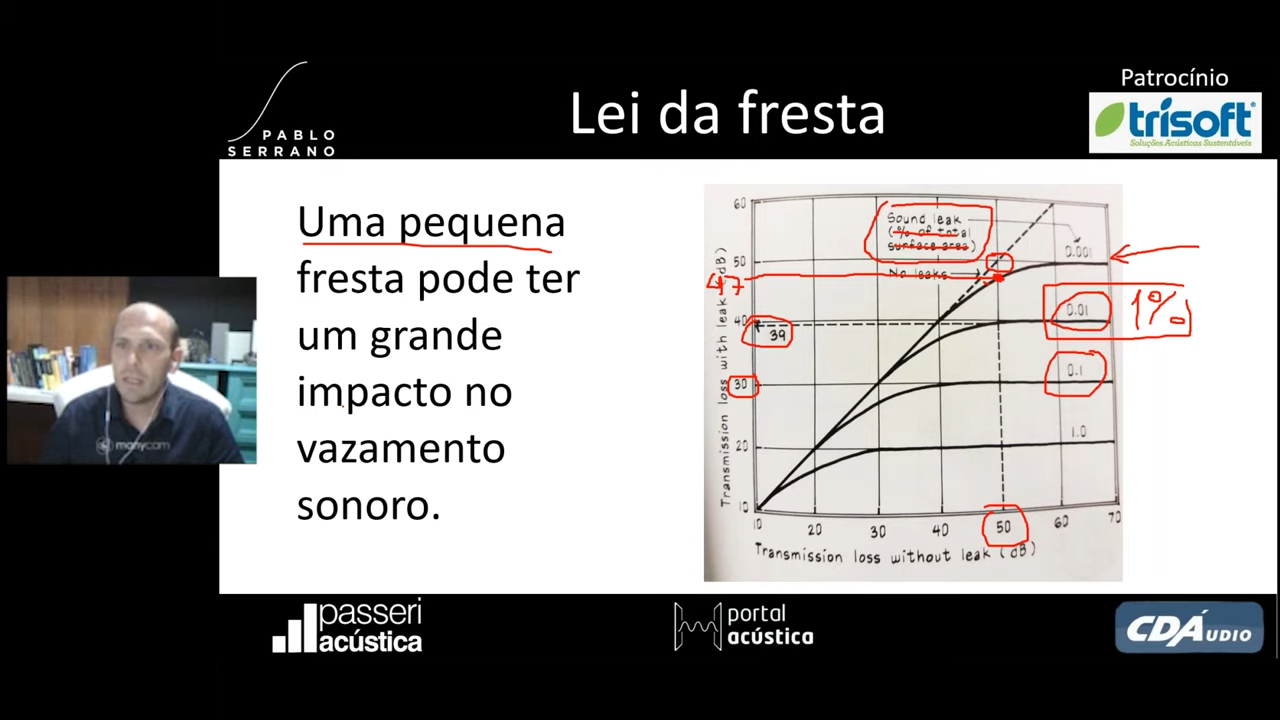 Patrocínio
Lei da fresta
trisoft
Soluções Acústicas Sustentáveis
PABLO
SERRANO
Uma pequena
fresta pode ter
um grande
impacto no
vazamento
sonoro.
manycam
Transmission loss with leak (dB)
60
50
47
40
39
30
20
10
Sound leak
(% of total
surface area)
No leaks
0.001
0.01
1%
0.1
1.0
10
20
30
40
50
60
70
Transmission loss without leak (dB)
passeri
acústica
portal
acústica
CDÁUDIO